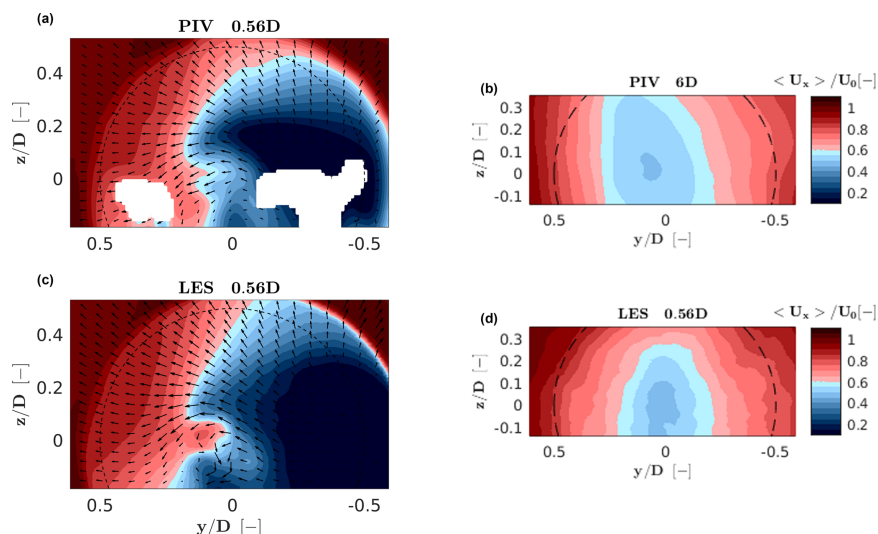 (a)
PIV 0.56D
0.4
0.2
0
z/D [−]
0.5 0 -0.5
(b)
PIV 6D
< Ux > /U0[−]
0.3
0.2
0.1
0
-0.1
z/D [−]
0.5 0 -0.5
y/D [−]
1
0.8
0.6
0.4
0.2
(c)
LES 0.56D
0.4
0.2
0
z/D [−]
0.5 0 -0.5
y/D [−]
(d)
LES 0.56D
< Ux > /U0[−]
0.3
0.2
0.1
0
-0.1
z/D [−]
0.5 0 -0.5
y/D [−]
1
0.8
0.6
0.4
0.2